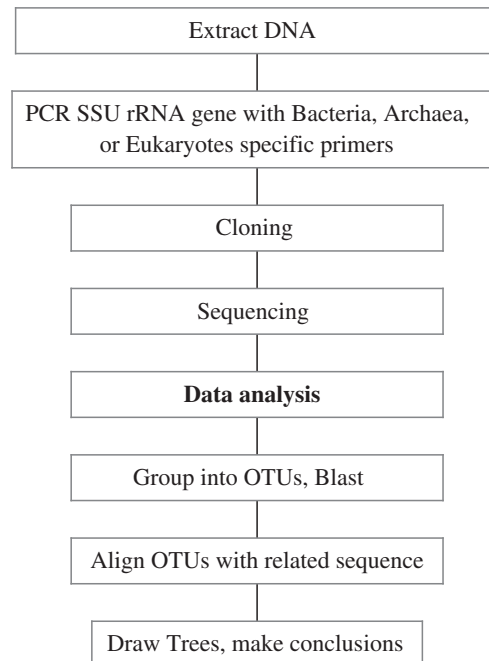 Extract DNA
PCR SSU rRNA gene with Bacteria, Archaea,
or Eukaryotes specific primers
Cloning
Sequencing
Data analysis
Group into OTUs, Blast
Align OTUs with related sequence
Draw Trees, make conclusions